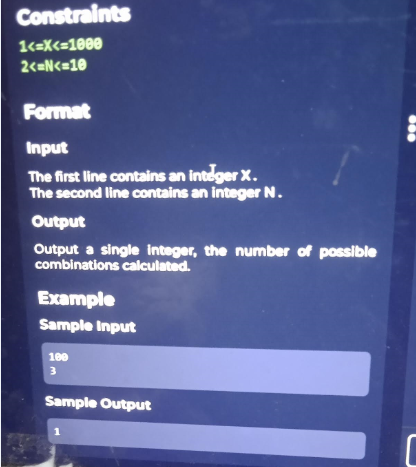 Constraints
1<=X<=1000
2<=N<=10
Format
Input
The first line contains an integer X.
The second line contains an integer N.
Output
Output a single integer, the number of possible
combinations calculated.
Example
Sample Input
100
3
Sample Output
1